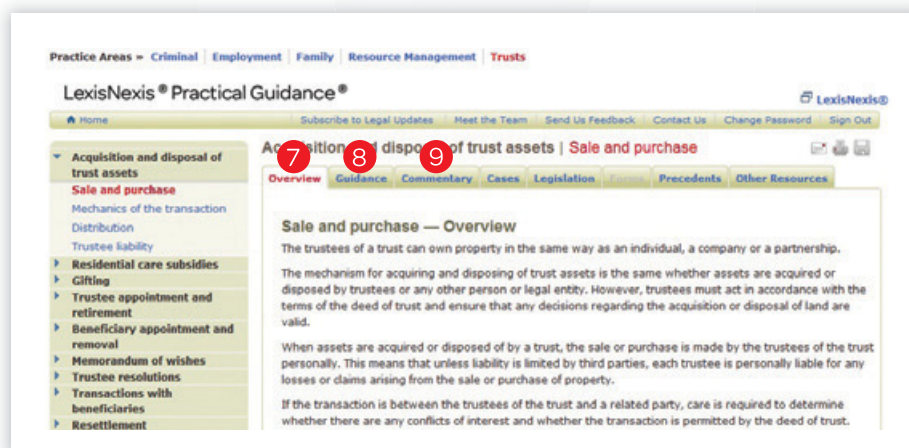 Practice Areas » Criminal Employment Family Resource Management Trusts
LexisNexis® Practical Guidance®
LexisNexis®
Home Subscribe to Legal Updates Meet the Team Send Us Feedback Contact Us Change Password Sign Out
Acquisition and disposal of trust assets
Sale and purchase
Mechanics of the transaction
Distribution
Trustee liability
Residential care subsidies
Gifting
Trustee appointment and
retirement
Beneficiary appointment and
removal
Memorandum of wishes
Trustee resolutions
Transactions with
beneficiaries
Resettlement
7 8 9
disposal of trust assets | Sale and purchase
Overview Guidance Commentary Cases Legislation Forms Precedents Other Resources
Sale and purchase — Overview
The trustees of a trust can own property in the same way as an individual, a company or a partnership.
The mechanism for acquiring and disposing of trust assets is the same whether assets are acquired or
disposed by trustees or any other person or legal entity. However, trustees must act in accordance with the
terms of the deed of trust and ensure that any decisions regarding the acquisition or disposal of land are
valid.
When assets are acquired or disposed of by a trust, the sale or purchase is made by the trustees of the trust
personally. This means that unless liability is limited by third parties, each trustee is personally liable for any
losses or claims arising from the sale or purchase of property.
If the transaction is between the trustees of the trust and a related party, care is required to determine
whether there are any conflicts of interest and whether the transaction is permitted by the deed of trust.